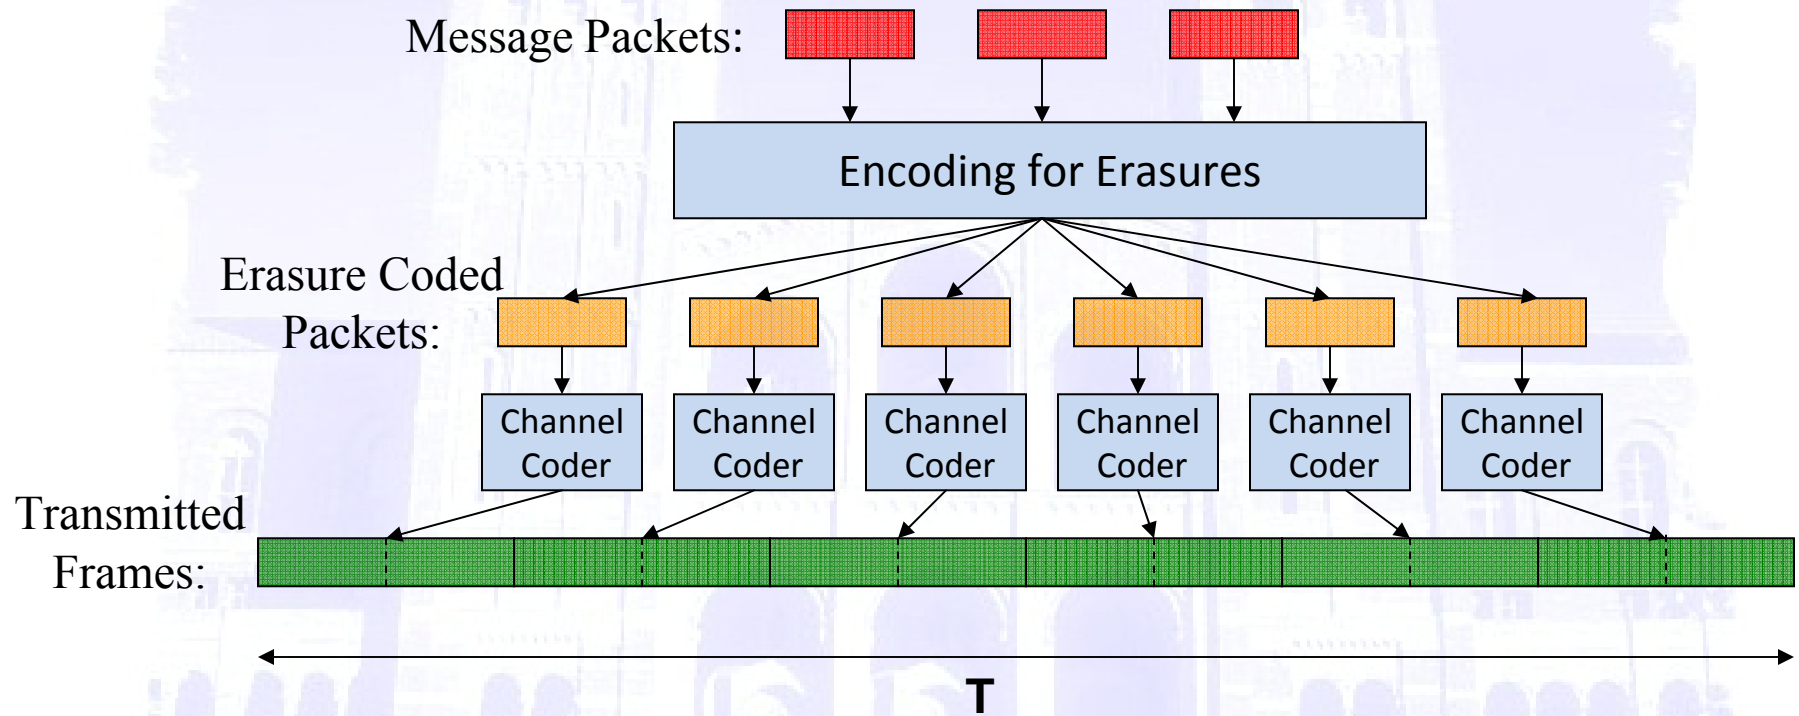 Message Packets:
Encoding for Erasures
Erasure Coded
Packets:
Channel
Coder
Channel
Coder
Channel
Coder
Channel
Coder
Channel
Coder
Channel
Coder
Transmitted
Frames:
T